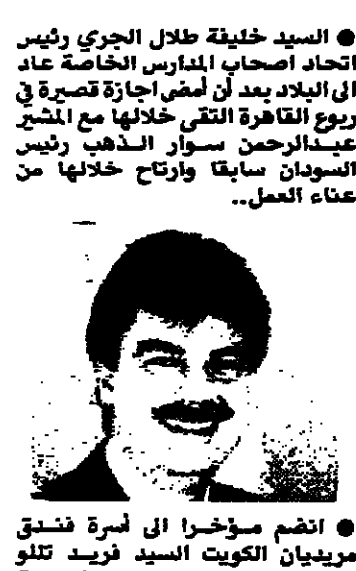 ● السيد خليفة طلال الجري رئيس
اتحاد اصحاب المدارس الخاصة عاد
الى البلاد بعد أن أمضى اجازة قصيرة في
ربوع القاهرة التقى خلالها مع المشير
عبدالرحمن سوار الذهب رئيس
السودان سابقا وارتاح خلالها من
عناء العمل..
● انضم مؤخرا الى أسرة فندق
مريديان الكويت السيد فريد تللو